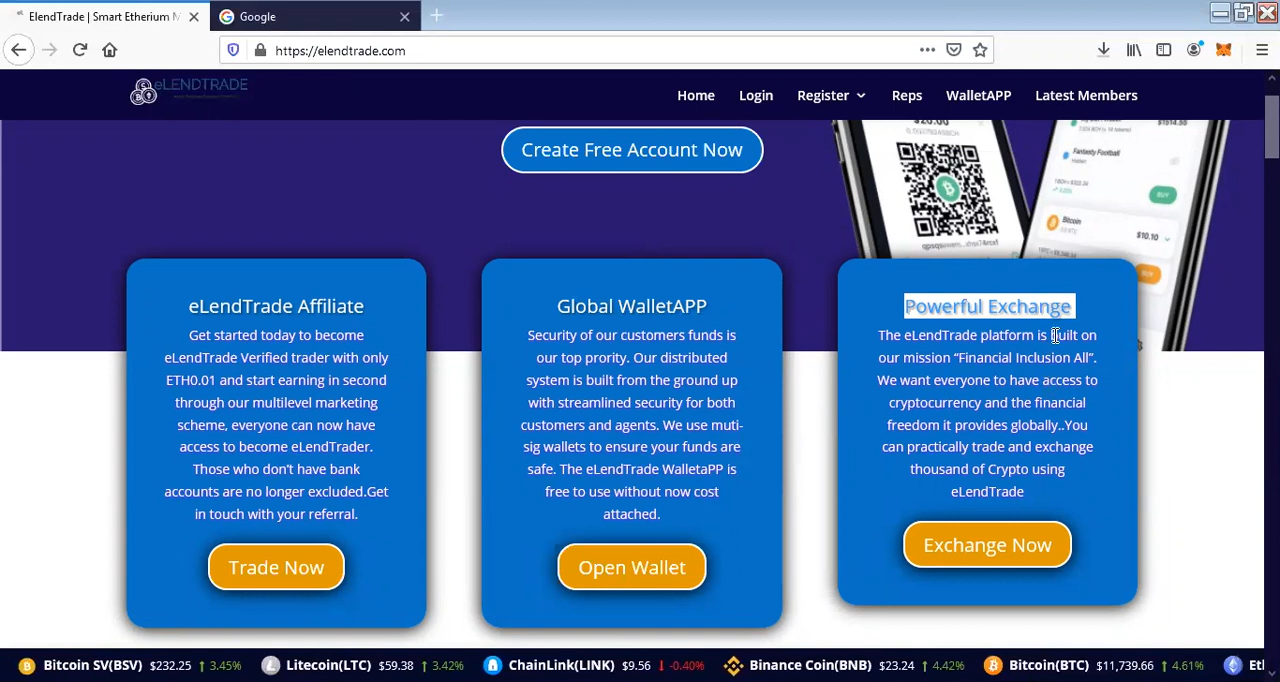 ElendTrade | Smart Etherium M
Google
https://elendtrade.com
eLENDTRADE
Home
Login
Register
Reps
WalletAPP
Latest Members
Create Free Account Now
Fantasty Football
BUY
Bitcoin
$10.10
BUY
eLendTrade Affiliate
Get started today to become
eLendTrade Verified trader with only
ETH0.01 and start earning in second
through our multilevel marketing
scheme, everyone can now have
access to become eLendTrader.
Those who don't have bank
accounts are no longer excluded.Get
in touch with your referral.
Trade Now
Global WalletAPP
Security of our customers funds is
our top prority. Our distributed
system is built from the ground up
with streamlined security for both
customers and agents. We use muti-
sig wallets to ensure your funds are
safe. The eLendTrade WalletaPP is
free to use without now cost
attached.
Open Wallet
Powerful Exchange
The eLendTrade platform is built on
our mission “Financial Inclusion All”.
We want everyone to have access to
cryptocurrency and the financial
freedom it provides globally..You
can practically trade and exchange
thousand of Crypto using
eLendTrade
Exchange Now
Bitcoin SV(BSV) $232.25 ↑ 3.45% Litecoin(LTC) $59.38 ↑ 3.42% ChainLink(LINK) $9.56 ↓ -0.40% Binance Coin(BNB) $23.24 ↑ 4.42% Bitcoin(BTC) $11,739.66 ↑ 4.61% Et